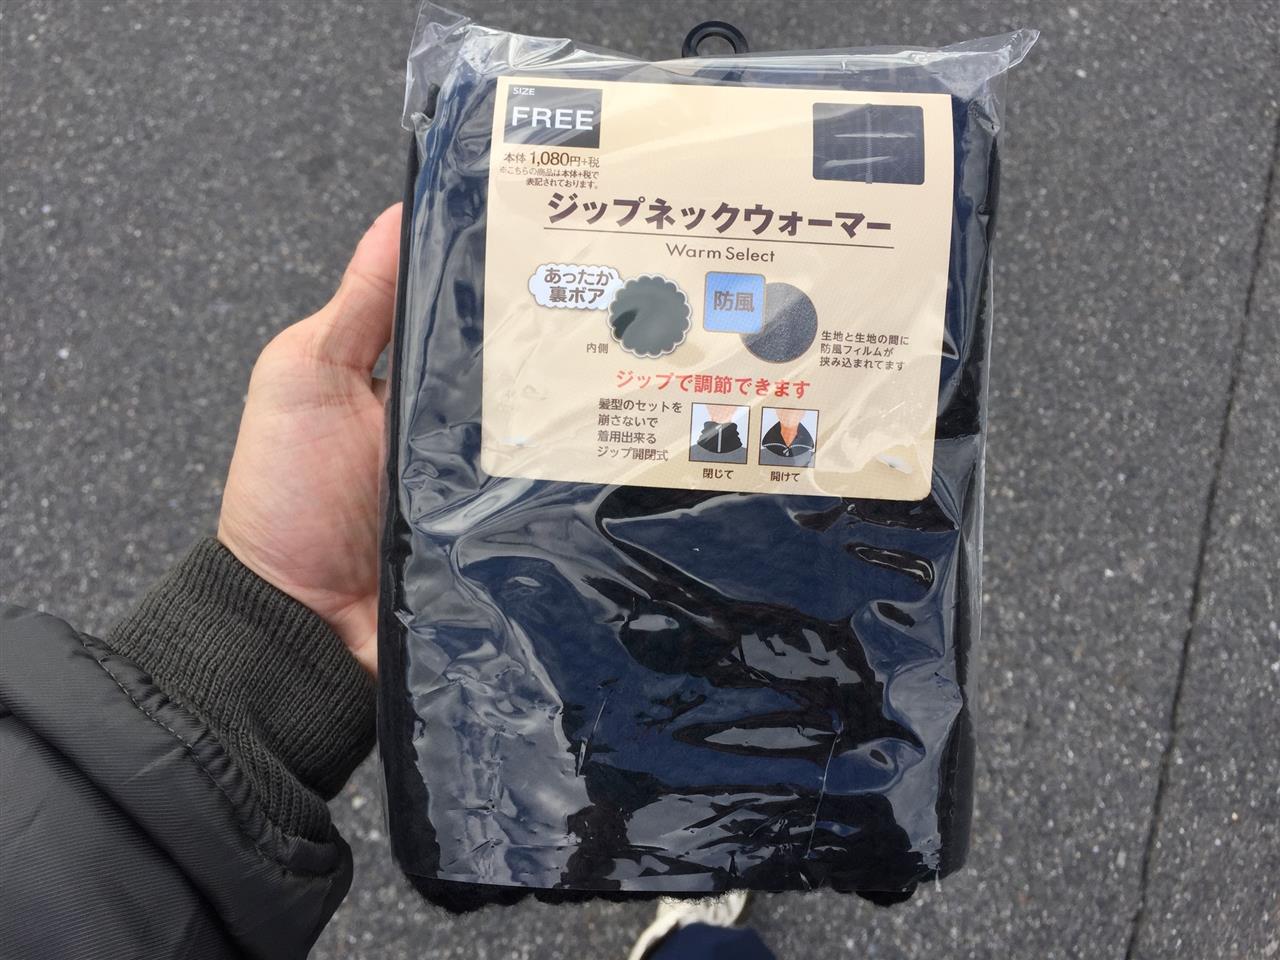 SIZE
FREE
本体 1,080円+税
※こちらの商品は本体+税で
表記されております。
ジップネックウォーマー
Warm Select
あったか
裏ボア
内側
防風
生地と生地の間に
防風フィルムが
挟み込まれてます
ジップで調節できます
髪型のセットを
崩さないで
着用出来る
ジップ開閉式
閉じて
開けて